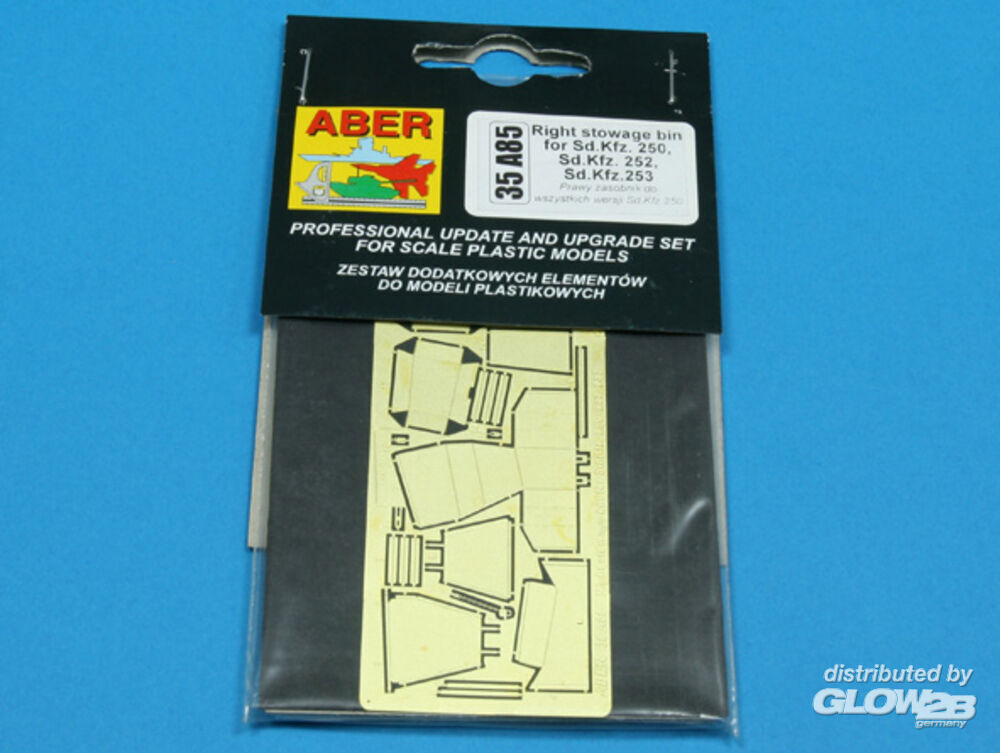 ABER
35 A85
Right stowage bin
for Sd.Kfz. 250,
Sd.Kfz. 252,
Sd.Kfz.253
Prawy zasobnik do
wszystkich wersji Sd.Kfz 250
PROFESSIONAL UPDATE AND UPGRADE SET
FOR SCALE PLASTIC MODELS
ZESTAW DODATKOWYCH ELEMENTÓW
DO MODELI PLASTIKOWYCH
distributed by
GLOW2B
germany